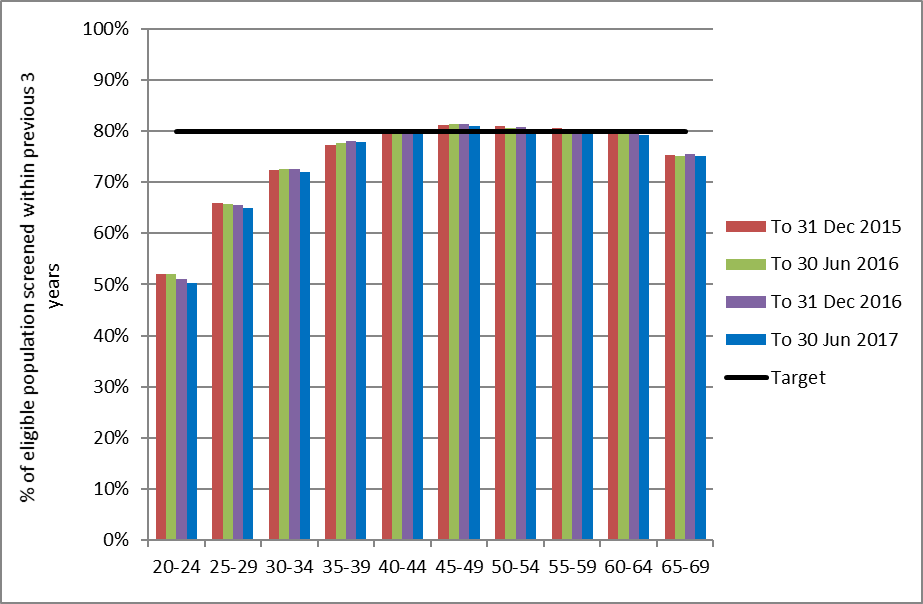 % of eligible population screened within previous 3
years
100%
90%
80%
70%
60%
50%
40%
30%
20%
10%
0%
20-24 25-29 30-34 35-39 40-44 45-49 50-54 55-59 60-64 65-69
To 31 Dec 2015
To 30 Jun 2016
To 31 Dec 2016
To 30 Jun 2017
Target